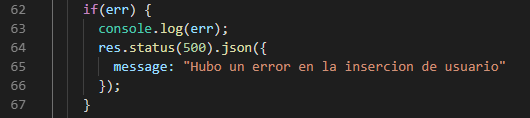 62 if(err) {
63 console.log(err);
64 res.status(500).json({
65 message: "Hubo un error en la insercion de usuario"
66 });
67 }